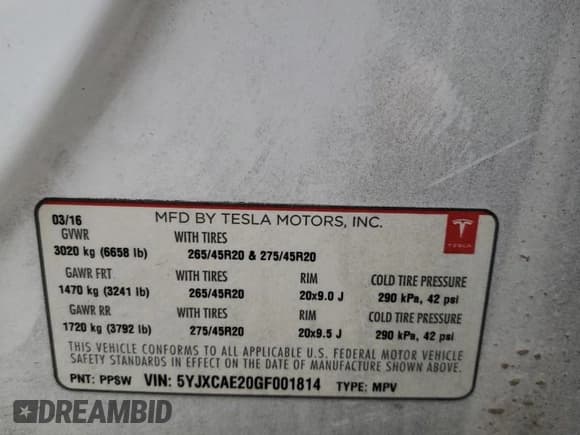 03/16 MFD BY TESLA MOTORS, INC.
GVWR WITH TIRES
3020 kg (6658 lb) 265/45R20 & 275/45R20
TESLA
GAWR FRT WITH TIRES RIM COLD TIRE PRESSURE
1470 kg (3241 lb) 265/45R20 20x9.0 J 290 kPa, 42 psi
GAWR RR WITH TIRES RIM COLD TIRE PRESSURE
1720 kg (3792 lb) 275/45R20 20x9.5 J 290 kPa, 42 psi
THIS VEHICLE CONFORMS TO ALL APPLICABLE U.S. FEDERAL MOTOR VEHICLE
SAFETY STANDARDS IN EFFECT ON THE DATE OF MANUFACTURE SHOWN ABOVE.
PNT: PPSW VIN: 5YJXCAE20GF001814 TYPE: MPV
DREAMBID